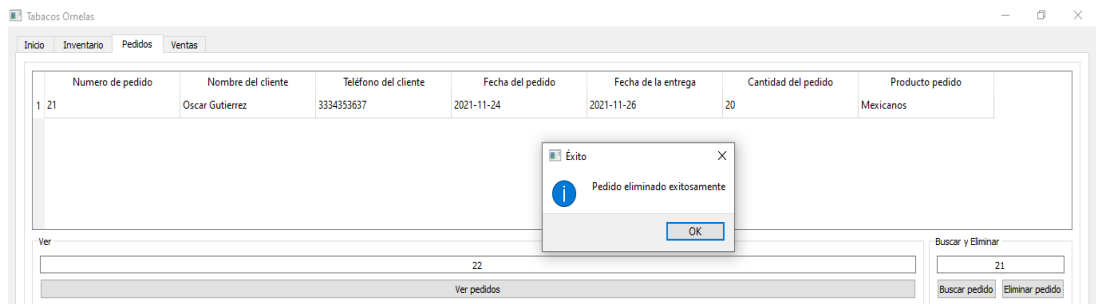 Tabacos Ornelas
Inicio Inventario Pedidos Ventas
Numero de pedido Nombre del cliente Teléfono del cliente Fecha del pedido Fecha de la entrega Cantidad del pedido Producto pedido
1 21 Oscar Gutierrez 3334353637 2021-11-24 2021-11-26 20 Mexicanos
Éxito
Pedido eliminado exitosamente
OK
Ver Buscar y Eliminar
22 21
Ver pedidos Buscar pedido Eliminar pedido